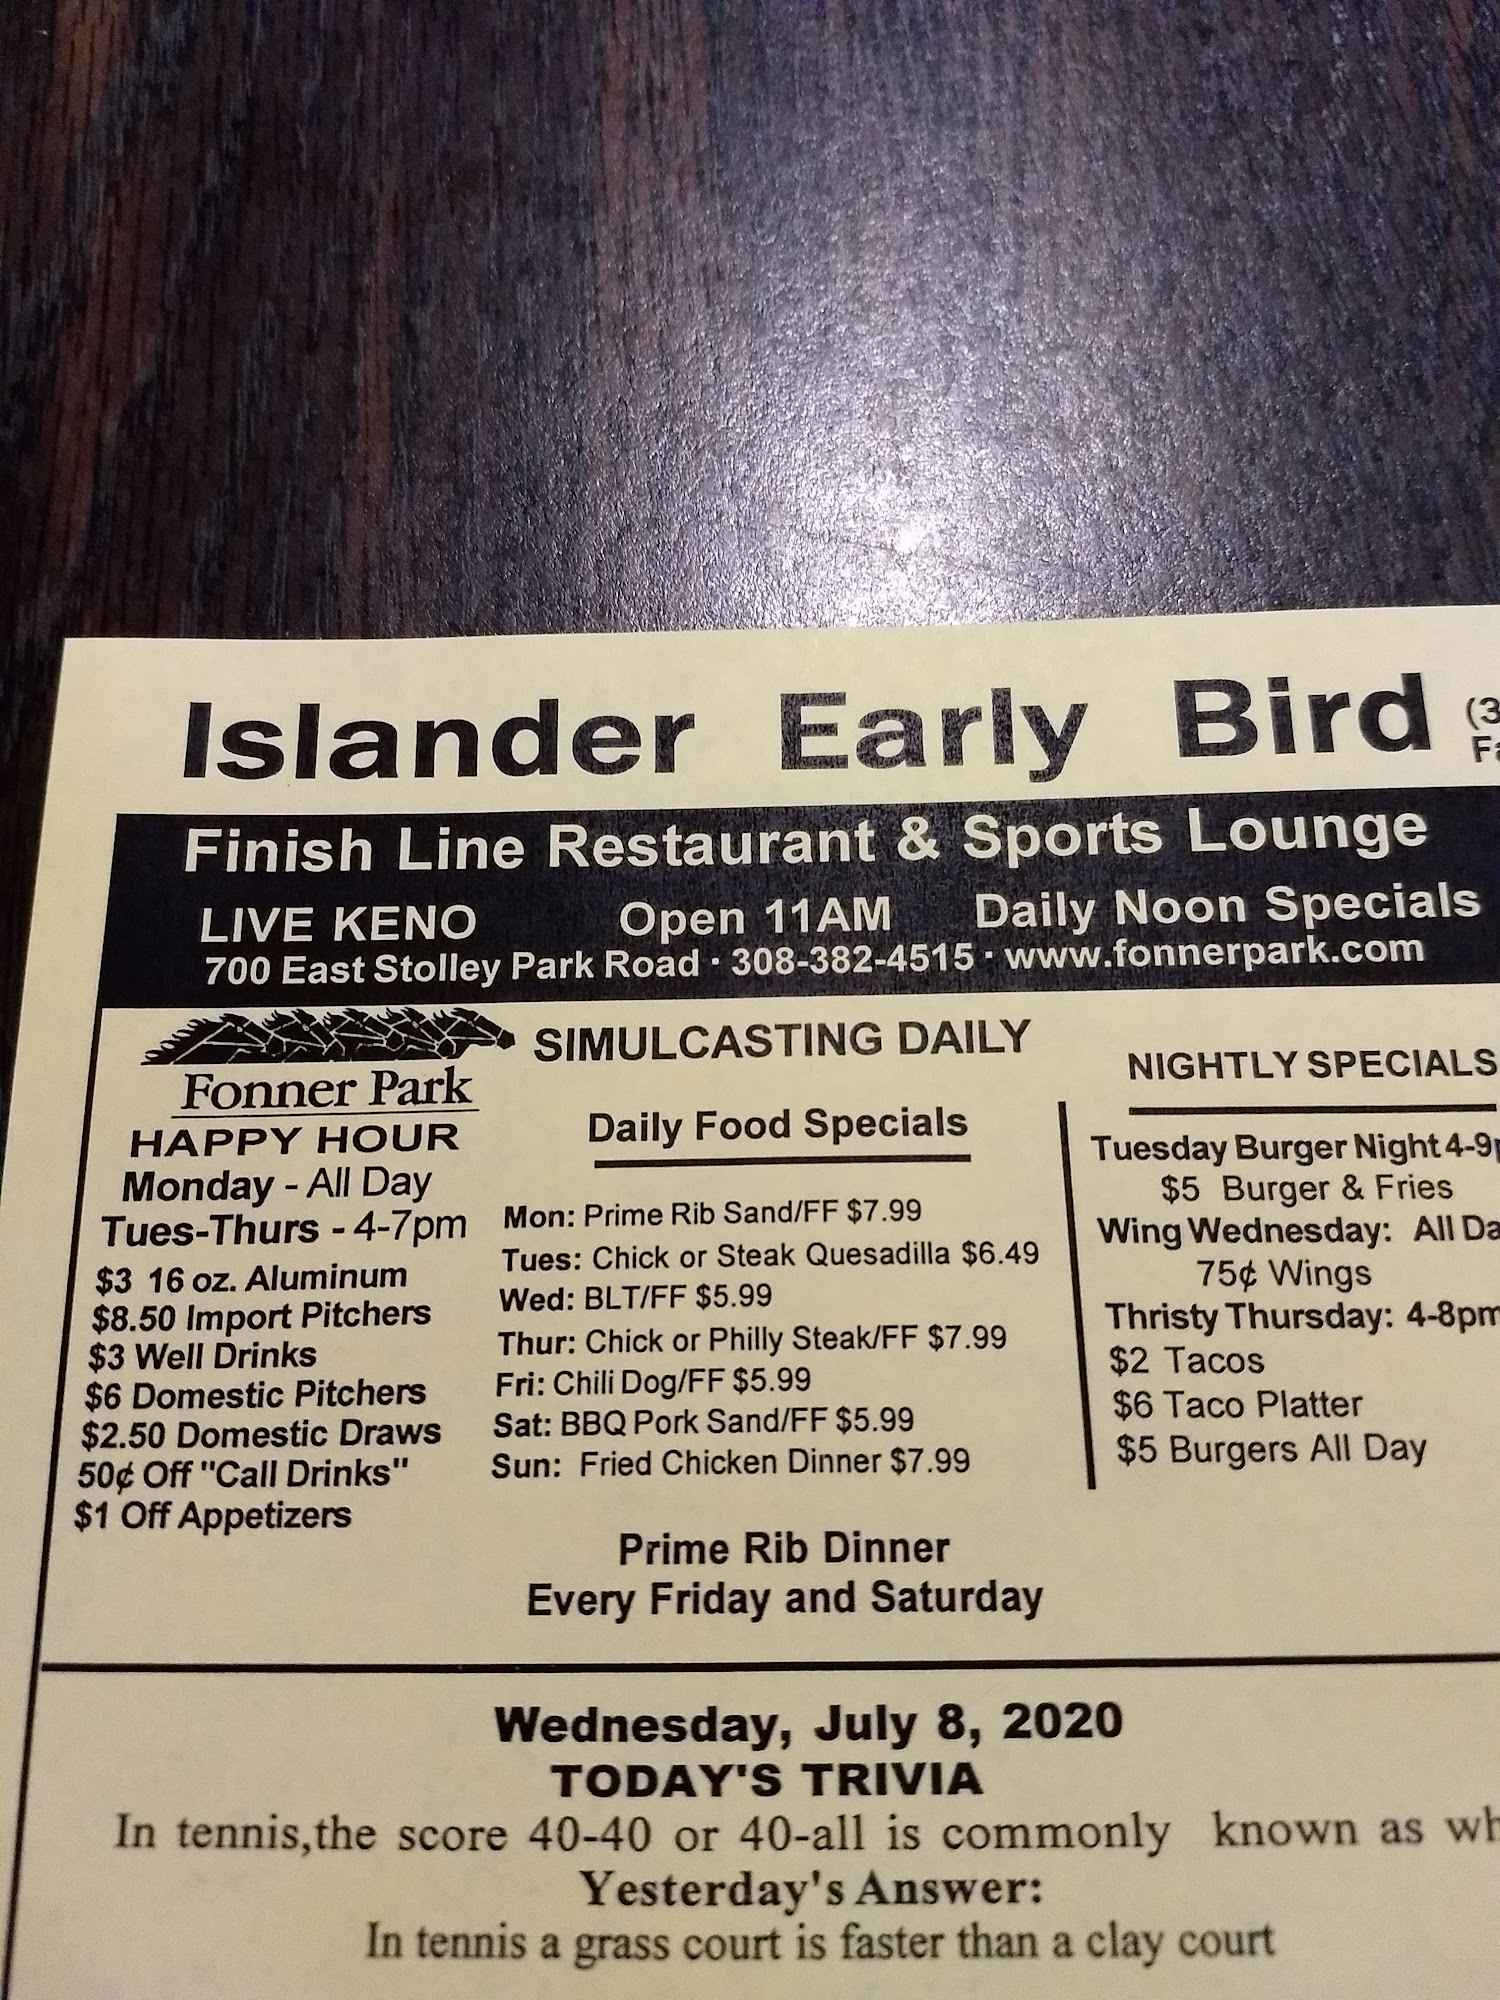 Islander Early Bird
Finish Line Restaurant & Sports Lounge
LIVE KENO Open 11AM Daily Noon Specials
700 East Stolley Park Road · 308-382-4515 · www.fonnerpark.com
Fonner Park
HAPPY HOUR
Monday - All Day
Tues-Thurs - 4-7pm
$3 16 oz. Aluminum
$8.50 Import Pitchers
$3 Well Drinks
$6 Domestic Pitchers
$2.50 Domestic Draws
50¢ Off "Call Drinks"
$1 Off Appetizers
SIMULCASTING DAILY
Daily Food Specials
Mon: Prime Rib Sand/FF $7.99
Tues: Chick or Steak Quesadilla $6.49
Wed: BLT/FF $5.99
Thur: Chick or Philly Steak/FF $7.99
Fri: Chili Dog/FF $5.99
Sat: BBQ Pork Sand/FF $5.99
Sun: Fried Chicken Dinner $7.99
Prime Rib Dinner
Every Friday and Saturday
NIGHTLY SPECIALS
Tuesday Burger Night 4-9
$5 Burger & Fries
Wing Wednesday: All
75¢ Wings
Thristy Thursday: 4-8pm
$2 Tacos
$6 Taco Platter
$5 Burgers All Day
Wednesday, July 8, 2020
TODAY'S TRIVIA
In tennis,the score 40-40 or 40-all is commonly known as
Yesterday's Answer:
In tennis a grass court is faster than a clay court